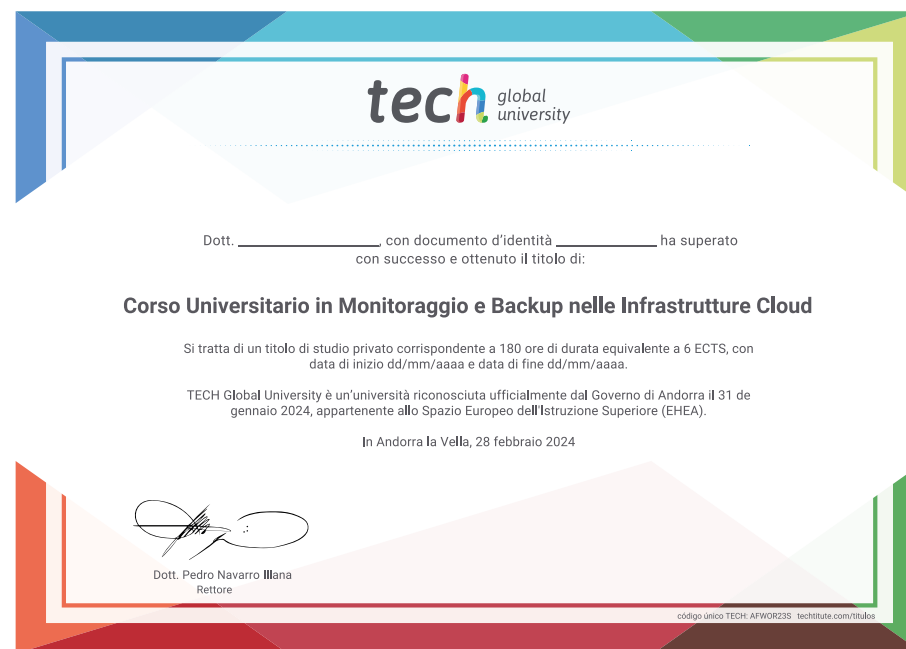 tech global university
Dott. ____________, con documento d'identità ____________ ha superato
con successo e ottenuto il titolo di:
Corso Universitario in Monitoraggio e Backup nelle Infrastrutture Cloud
Si tratta di un titolo di studio privato corrispondente a 180 ore di durata equivalente a 6 ECTS, con
data di inizio dd/mm/aaaa e data di fine dd/mm/aaaa.
TECH Global University è un'università riconosciuta ufficialmente dal Governo di Andorra il 31 de
gennaio 2024, appartenente allo Spazio Europeo dell'Istruzione Superiore (EHEA).
In Andorra la Vella, 28 febbraio 2024
Dott. Pedro Navarro Illana
Rettore
código único TECH: AFWOR23S techtitute.com/titulos